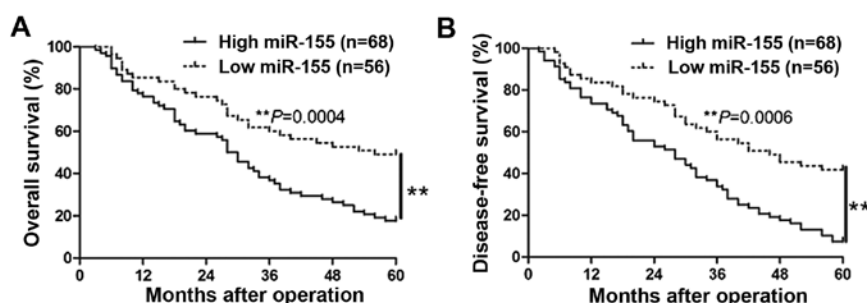 A
High miR-155 (n=68)
Low miR-155 (n=56)
**P=0.0004
**
Overall survival (%)
100
80
60
40
20
0
0 12 24 36 48 60
Months after operation
B
High miR-155 (n=68)
Low miR-155 (n=56)
**P=0.0006
**
Disease-free survival (%)
100
80
60
40
20
0
0 12 24 36 48 60
Months after operation